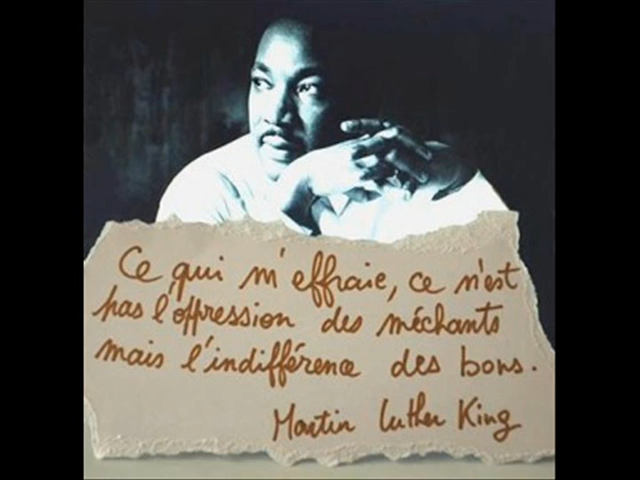 Ce qui m'effraie, ce n'est
pas l'oppression des méchants
mais l'indifférence des bons.
Martin Luther King